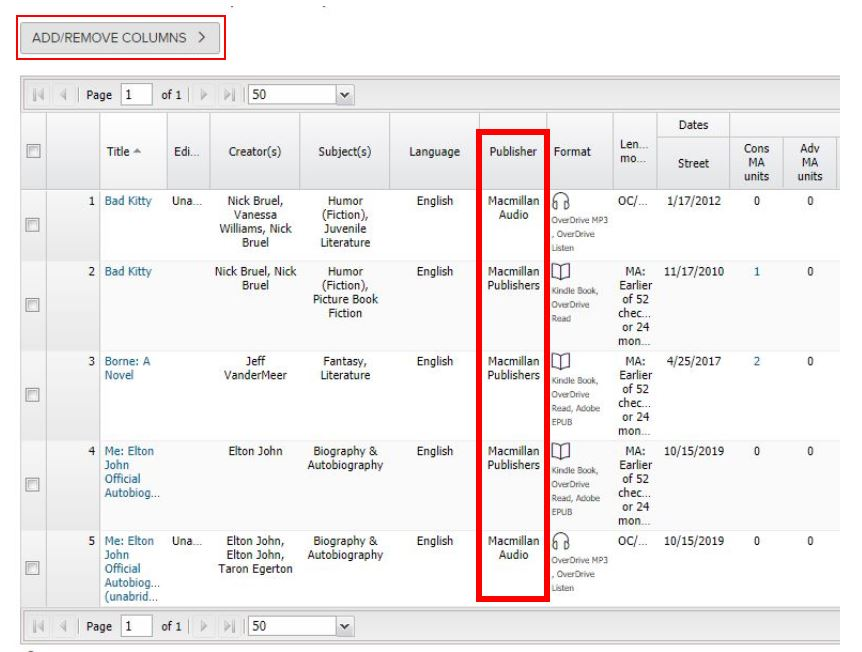 ADD/REMOVE COLUMNS >
Page 1 of 1 50
Dates
Title Edi... Creator(s) Subject(s) Language Publisher Format Len... mo... Street Cons MA units Adv MA units
1 Bad Kitty Una... Nick Bruel, Vanessa Williams, Nick Bruel Humor (Fiction), Juvenile Literature English Macmillan Audio OverDrive MP3 , OverDrive Listen OC/... 1/17/2012 0 0
2 Bad Kitty Nick Bruel, Nick Bruel Humor (Fiction), Picture Book Fiction English Macmillan Publishers Kindle Book, OverDrive Read MA: Earlier of 52 chec... or 24 mon... 11/17/2010 1 0
3 Borne: A Novel Jeff VanderMeer Fantasy, Literature English Macmillan Publishers Kindle Book, OverDrive Read, Adobe EPUB MA: Earlier of 52 chec... or 24 mon... 4/25/2017 2 0
4 Me: Elton John Official Autobiog... Elton John Biography & Autobiography English Macmillan Publishers Kindle Book, OverDrive Read, Adobe EPUB MA: Earlier of 52 chec... or 24 mon... 10/15/2019 0 0
5 Me: Elton John Official Autobiog... (unabrid... Una... Elton John, Elton John, Taron Egerton Biography & Autobiography English Macmillan Audio OverDrive MP3 , OverDrive Listen OC/... 10/15/2019 0 0
Page 1 of 1 50